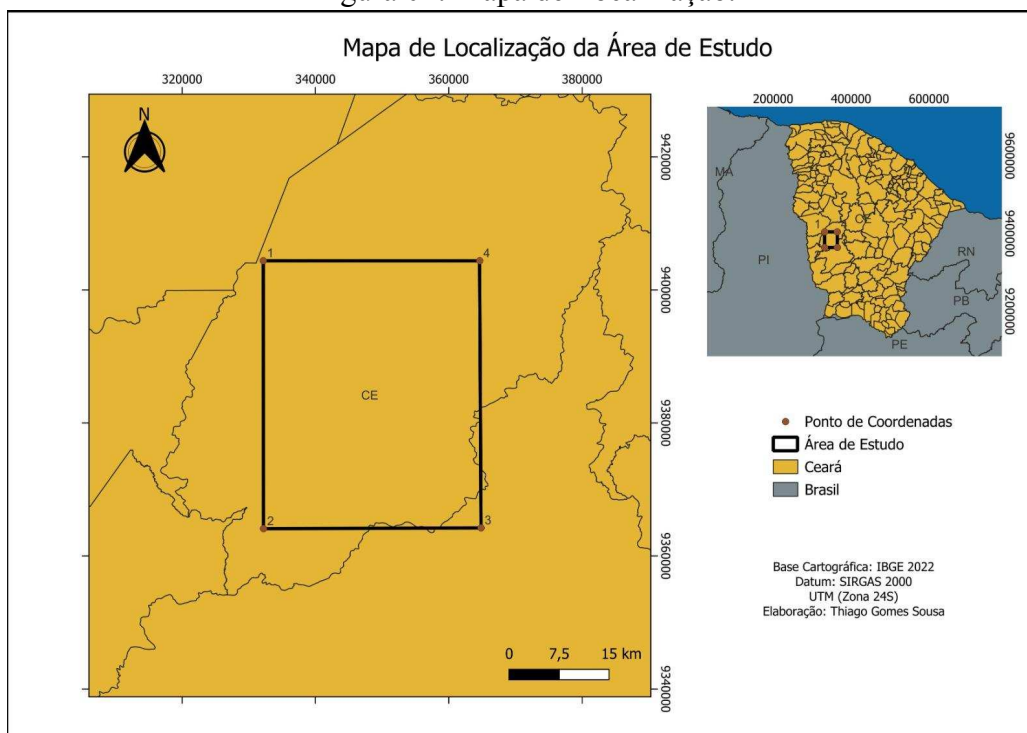 Mapa de Localização da Área de Estudo
320000 340000 360000 380000
N
9420000
9400000
9380000
9360000
9340000
1
4
CE
2
3
0 7,5 15 km
200000 400000 600000
9600000
9400000
9200000
MA
1
CE
PI
RN
PB
PE
Ponto de Coordenadas
Área de Estudo
Ceará
Brasil
Base Cartográfica: IBGE 2022
Datum: SIRGAS 2000
UTM (Zona 24S)
Elaboração: Thiago Gomes Sousa